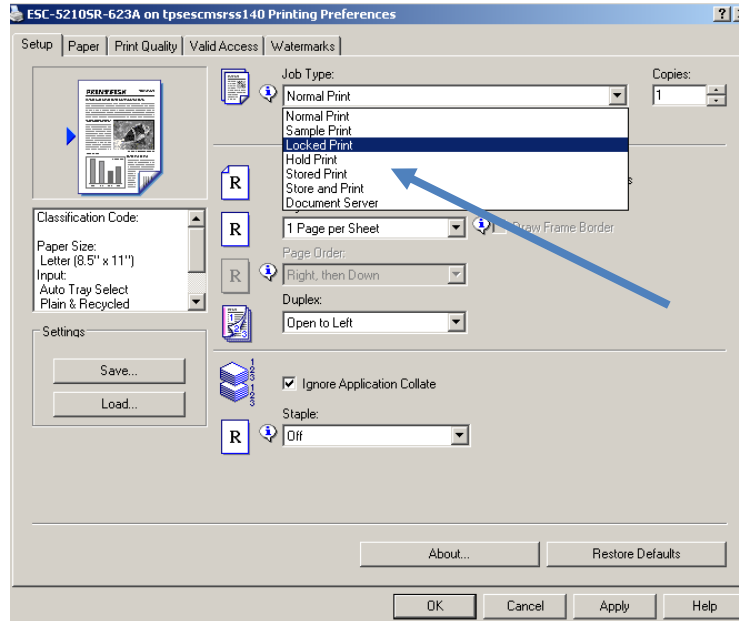 ESC-5210SR-623A on tpsescmsrss140 Printing Preferences
Setup
Paper
Print Quality
Valid Access
Watermarks
Job Type:
Normal Print
Copies:
1
Normal Print
Sample Print
Locked Print
Hold Print
Stored Print
Store and Print
Document Server
R
R
1 Page per Sheet
Draw Frame Border
Page Order:
R
Right, then Down
Duplex:
Open to Left
Classification Code:
Paper Size:
Letter (8.5" x 11")
Input:
Auto Tray Select
Plain & Recycled
Settings
Save...
Load...
Ignore Application Collate
Staple:
R
Off
About...
Restore Defaults
OK
Cancel
Apply
Help